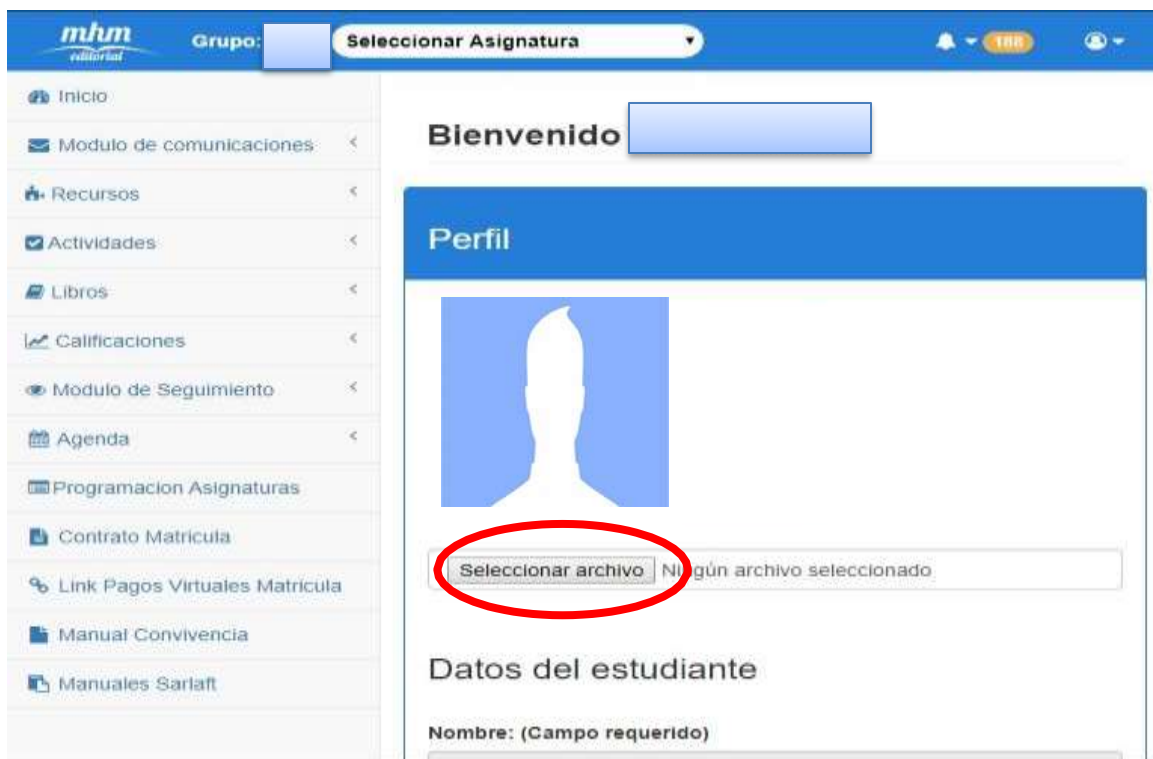 mhm
editorial
Grupo:
Seleccionar Asignatura
188
Inicio
Modulo de comunicaciones
Recursos
Actividades
Libros
Calificaciones
Modulo de Seguimiento
Agenda
Programacion Asignaturas
Contrato Matricula
Link Pagos Virtuales Matricula
Manual Convivencia
Manuales Sarlaft
Bienvenido
Perfil
Seleccionar archivo Ningún archivo seleccionado
Datos del estudiante
Nombre: (Campo requerido)